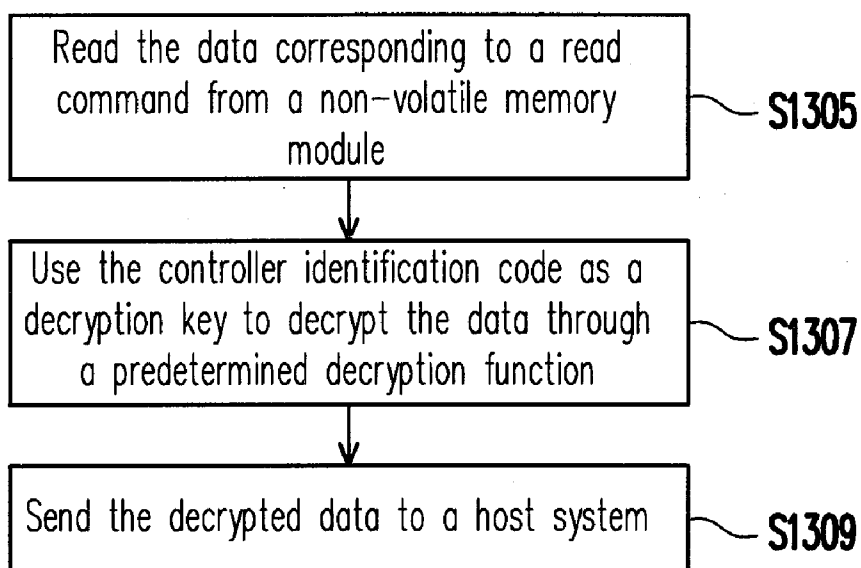 Read the data corresponding to a read
command from a non-volatile memory
module
S1305
Use the controller identification code as a
decryption key to decrypt the data through
a predetermined decryption function
S1307
Send the decrypted data to a host system
S1309